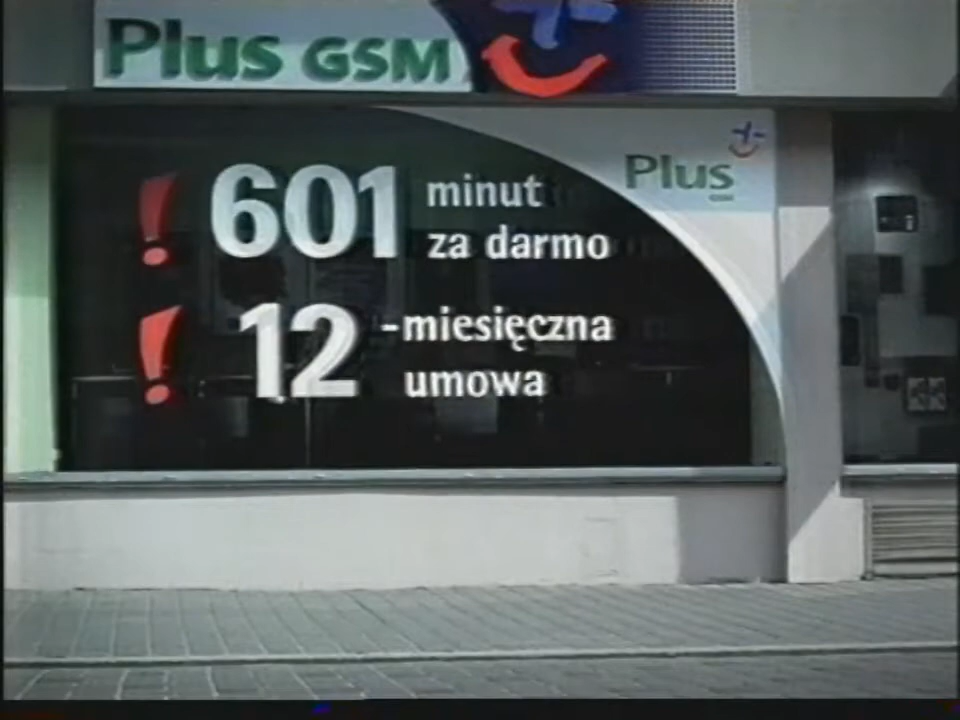 Plus GSM
Plus
GSM
! 601 minut
za darmo
! 12 -miesięczna
umowa